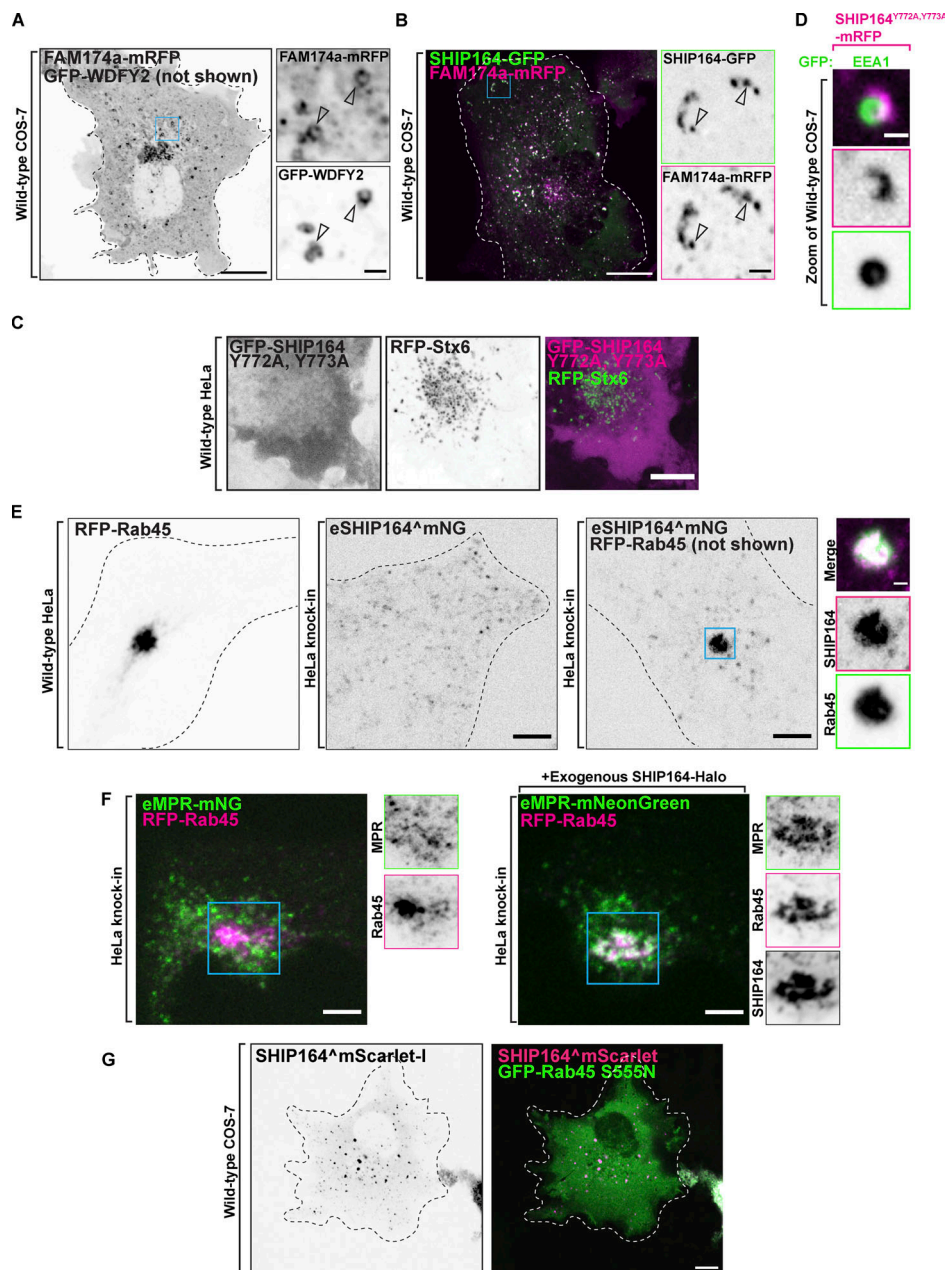 A
Wild-type COS-7
FAM174a-mRFP
GFP-WDFY2 (not shown)
FAM174a-mRFP
GFP-WDFY2
B
Wild-type COS-7
SHIP164-GFP
FAM174a-mRFP
SHIP164-GFP
FAM174a-mRFP
D
SHIP164Y772A,Y773A
-mRFP
GFP: EEA1
Zoom of Wild-type COS-7
C
Wild-type HeLa
GFP-SHIP164
Y772A, Y773A
RFP-Stx6
GFP-SHIP164
Y772A, Y773A
RFP-Stx6
E
Wild-type HeLa
RFP-Rab45
HeLa knock-in
eSHIP164^mNG
HeLa knock-in
eSHIP164^mNG
RFP-Rab45 (not shown)
Merge
SHIP164
Rab45
F
HeLa knock-in
eMPR-mNG
RFP-Rab45
MPR
Rab45
+Exogenous SHIP164-Halo
HeLa knock-in
eMPR-mNeonGreen
RFP-Rab45
MPR
Rab45
SHIP164
G
Wild-type COS-7
SHIP164^mScarlet-I
SHIP164^mScarlet
GFP-Rab45 S555N